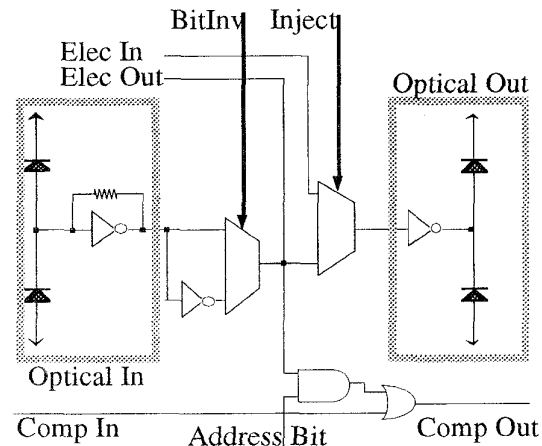 BitInv Inject
Elec In
Elec Out
Optical Out
Optical In
Comp In
Address Bit
Comp Out